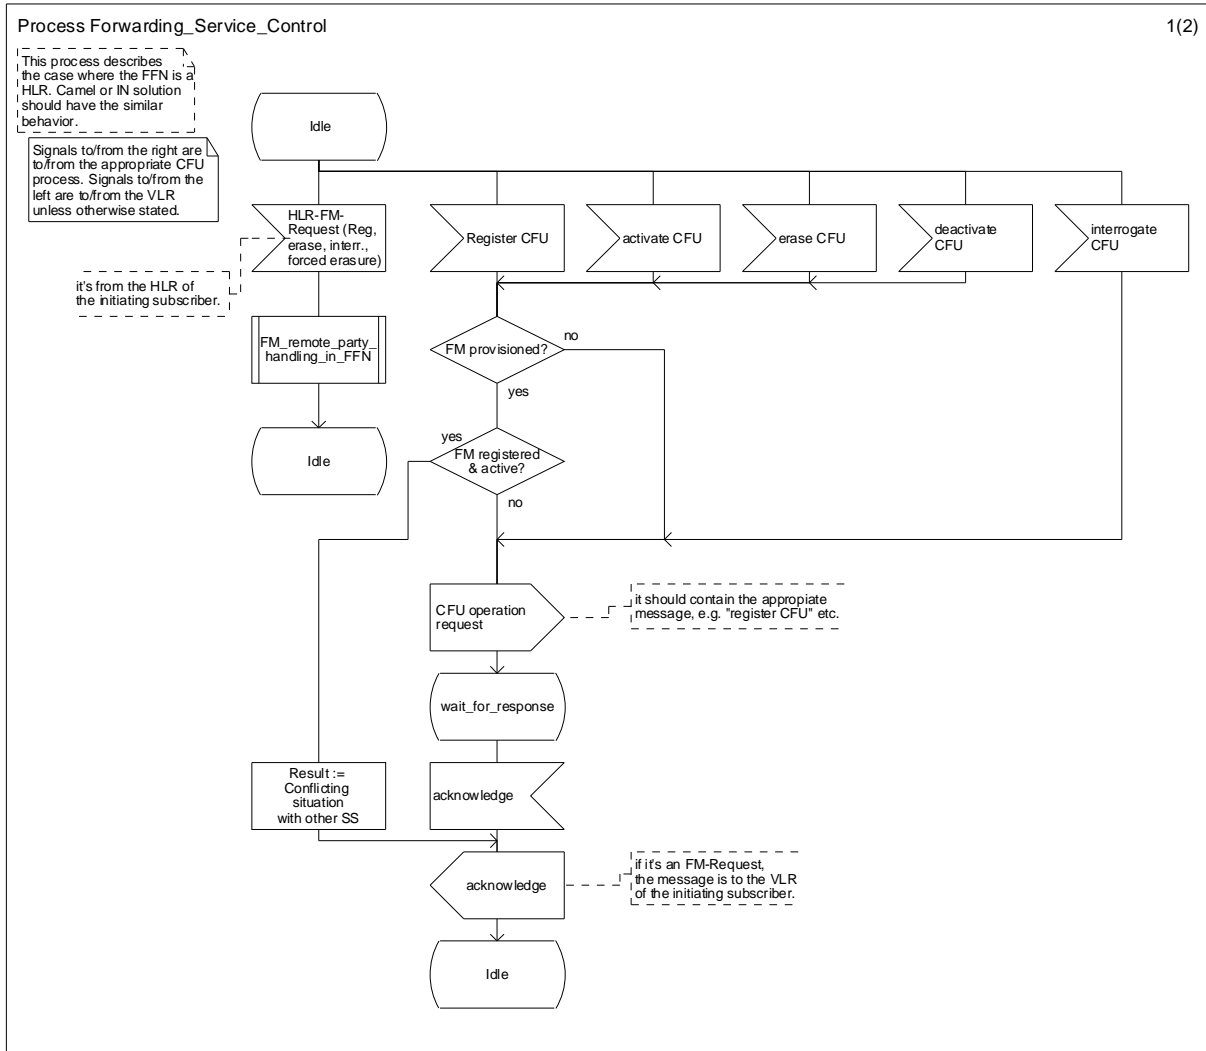 Process Forwarding_Service_Control
1(2)
This process describes
the case where the FFN is a
HLR. Camel or IN solution
should have the similar
behavior.
Signals to/from the right are
to/from the appropriate CFU
process. Signals to/from the
left are to/from the VLR
unless otherwise stated.
Idle
HLR-FM-
Request (Reg,
erase, interr.,
forced erasure)
Register CFU
activate CFU
erase CFU
deactivate
CFU
interrogate
CFU
it's from the HLR of
the initiating subscriber.
FM_remote_party_
handling_in_FFN
Idle
FM provisioned?
no
yes
yes
FM registered
& active?
no
CFU operation
request
it should contain the appropiate
message, e.g. "register CFU" etc.
wait_for_response
Result :=
Conflicting
situation
with other SS
acknowledge
acknowledge
if it's an FM-Request,
the message is to the VLR
of the initiating subscriber.
Idle